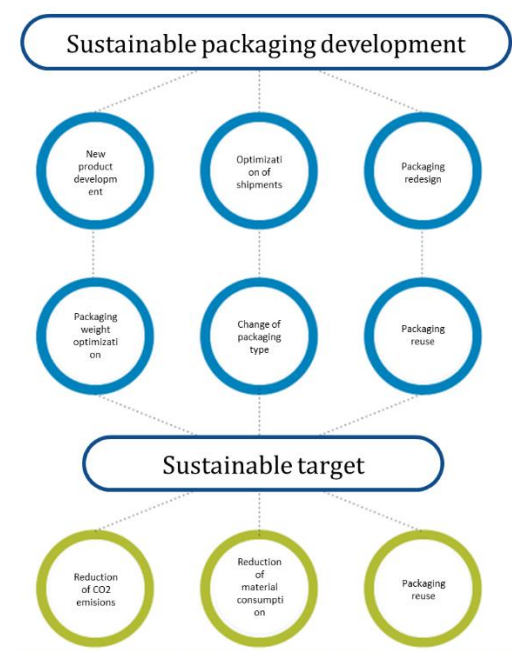 Sustainable packaging development
New
product
developm
ent
Optimizati
on of
shipments
Packaging
redesign
Packaging
weight
optimizati
on
Change of
packaging
type
Packaging
reuse
Sustainable target
Reduction
of CO2
emisions
Reduction
of
material
consumpti
on
Packaging
reuse